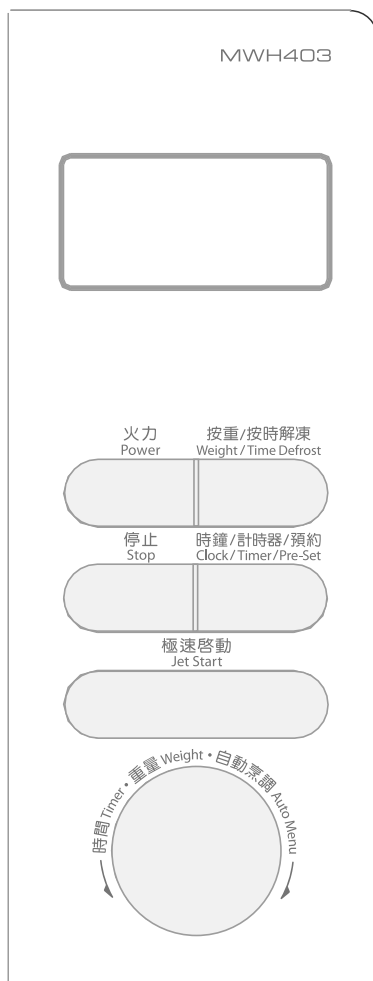 MWH403
火力
Power
按重/按時解凍
Weight/Time Defrost
停止
Stop
時鐘/計時器/預約
Clock/Timer/Pre-Set
極速啓動
Jet Start
時間 Timer • 重量 Weight • 自動烹調 Auto Menu